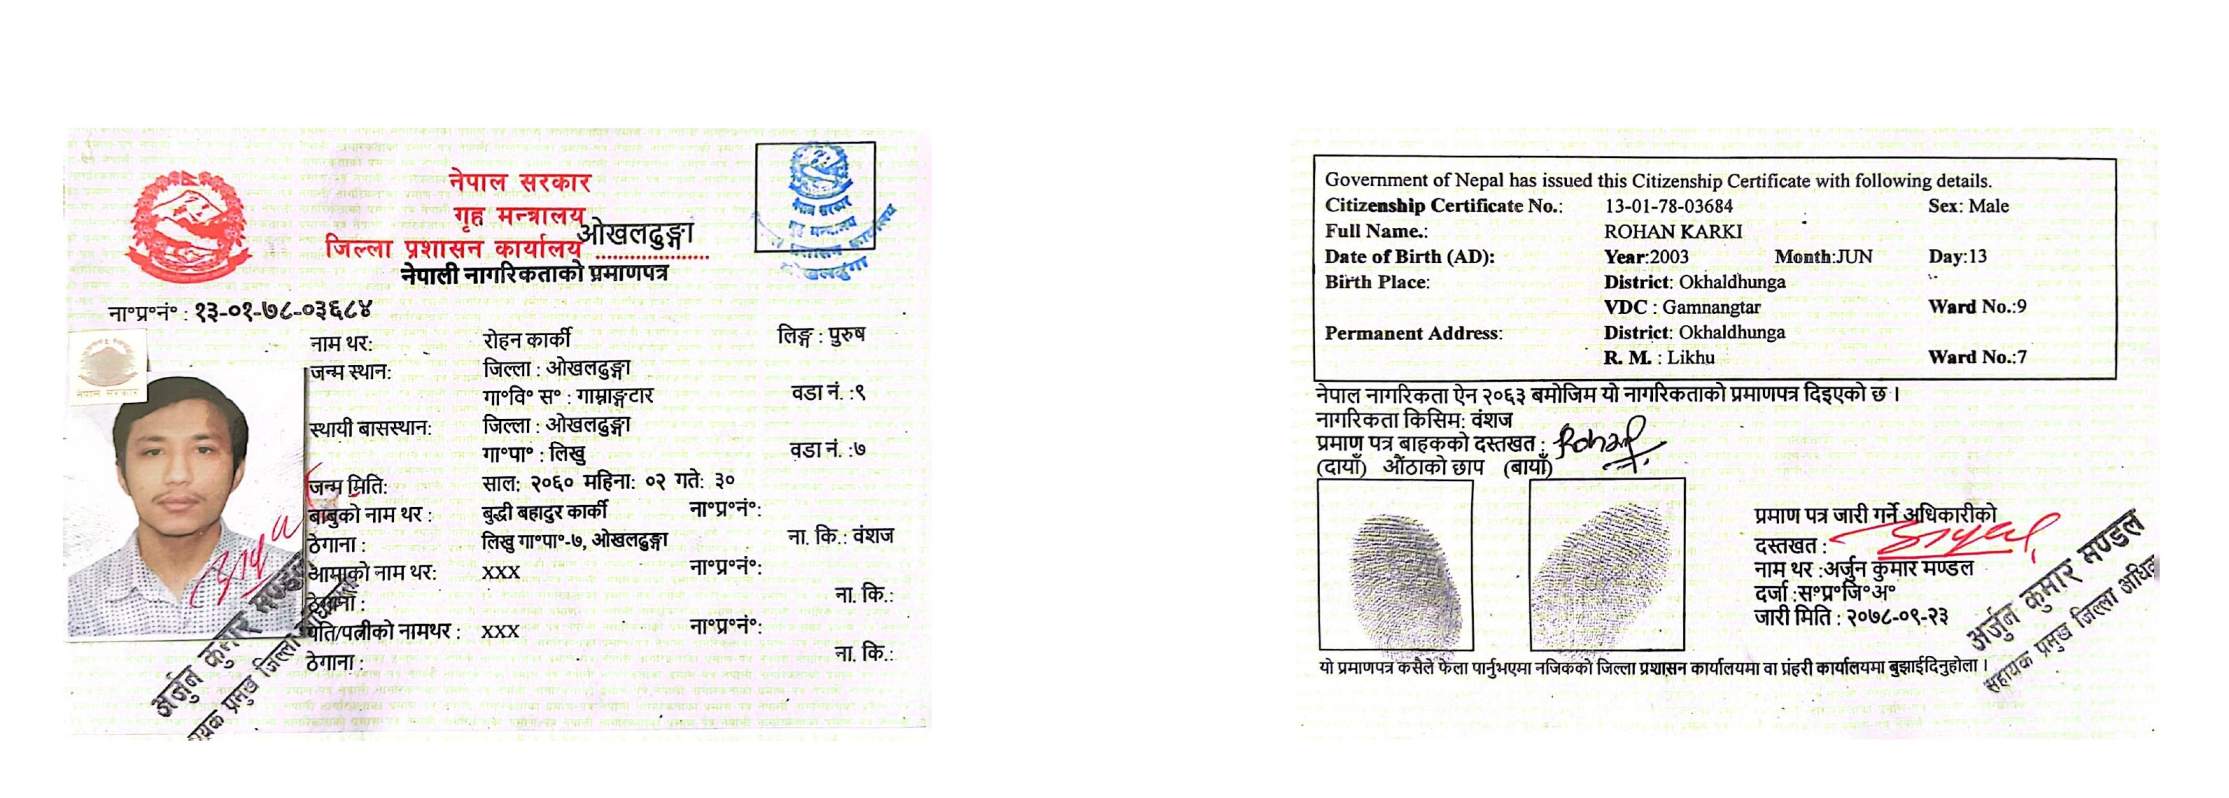 नेपाल सरकार
गृह मन्त्रालय
जिल्ला प्रशासन कार्यालय ओखलढुङ्गा
नेपाली नागरिकताको प्रमाणपत्र
नेपाल सरकार
गृह मन्त्रालय
ना॰प्र॰नं॰ : १३-०१-७८-०३६८४
नेपाल सरकार
नाम थर: रोहन कार्की लिङ्ग : पुरुष
जन्म स्थान: जिल्ला : ओखलढुङ्गा
गा॰वि॰ स॰ : गाम्नाङ्गटार वडा नं. :९
स्थायी बासस्थान: जिल्ला : ओखलढुङ्गा
गा॰पा॰ : लिखु वडा नं. :७
जन्म मिति: साल: २०६० महिना: ०२ गते: ३०
बाबुको नाम थर : बुद्धी बहादुर कार्की ना॰प्र॰नं॰:
ठेगाना : लिखु गा॰पा॰-७, ओखलढुङ्गा ना. कि.: वंशज
आमाको नाम थर: xxx ना॰प्र॰नं॰:
ठेगाना : ना. कि.:
पति/पत्नीको नामथर : xxx ना॰प्र॰नं॰:
ठेगाना : ना. कि.:
अर्जुन कुमार मण्डल
Government of Nepal has issued this Citizenship Certificate with following details.
Citizenship Certificate No.: 13-01-78-03684 Sex: Male
Full Name.: ROHAN KARKI
Date of Birth (AD): Year:2003 Month:JUN Day:13
Birth Place: District: Okhaldhunga
VDC : Gamnangtar Ward No.:9
Permanent Address: District: Okhaldhunga
R. M. : Likhu Ward No.:7
नेपाल नागरिकता ऐन २०६३ बमोजिम यो नागरिकताको प्रमाणपत्र दिइएको छ ।
नागरिकता किसिम: वंशज
प्रमाण पत्र बाहकको दस्तखत : Rohan
(दायाँ) औंठाको छाप (बायाँ)
प्रमाण पत्र जारी गर्ने अधिकारीको
दस्तखत :
नाम थर :अर्जुन कुमार मण्डल
दर्जा :स॰प्र॰जि॰अ॰
जारी मिति : २०७८-०९-२३
अर्जुन कुमार मण्डल
सहायक प्रमुख जिल्ला
यो प्रमाणपत्र कसैले फेला पार्नुभएमा नजिकको जिल्ला प्रशासन कार्यालयमा वा प्रहरी कार्यालयमा बुझाईदिनुहोला ।